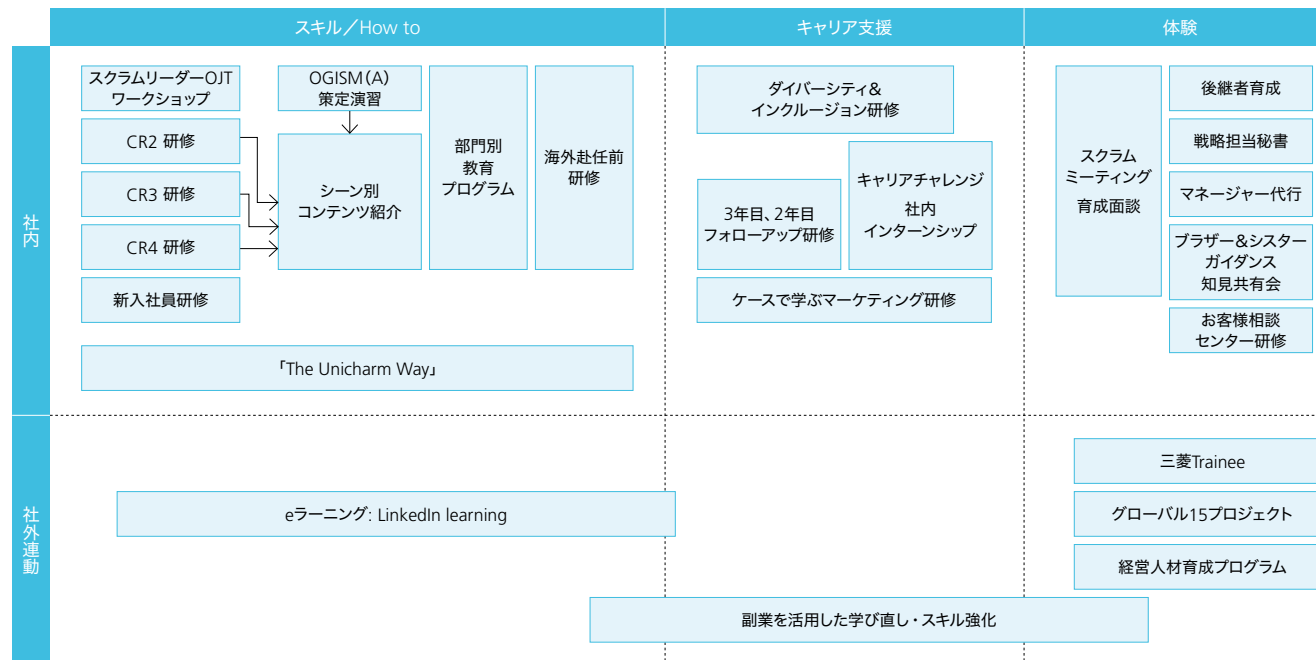 スキル／How to
キャリア支援
体験
社内
スクラムリーダーOJT
ワークショップ
CR2 研修
CR3 研修
CR4 研修
新入社員研修
OGISM（A）
策定演習
シーン別
コンテンツ紹介
部門別
教育
プログラム
海外赴任前
研修
「The Unicharm Way」
ダイバーシティ&
インクルージョン研修
3年目、2年目
フォローアップ研修
キャリアチャレンジ
社内
インターンシップ
ケースで学ぶマーケティング研修
スクラム
ミーティング
育成面談
後継者育成
戦略担当秘書
マネージャー代行
ブラザー&シスター
ガイダンス
知見共有会
お客様相談
センター研修
社外連動
eラーニング: LinkedIn learning
三菱Trainee
グローバル15プロジェクト
経営人材育成プログラム
副業を活用した学び直し・スキル強化